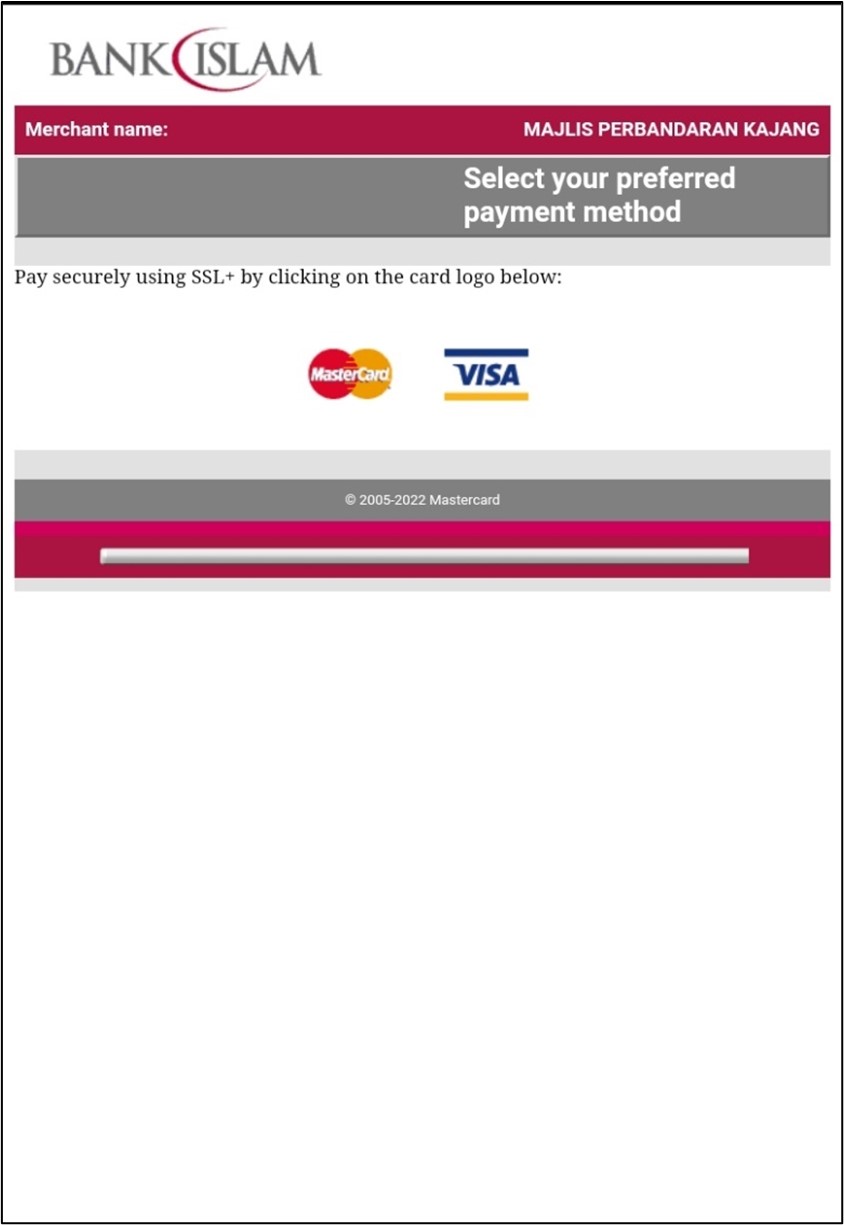 BANK ISLAM
Merchant name: MAJLIS PERBANDARAN KAJANG
Select your preferred
payment method
Pay securely using SSL+ by clicking on the card logo below:
MasterCard VISA
© 2005-2022 Mastercard